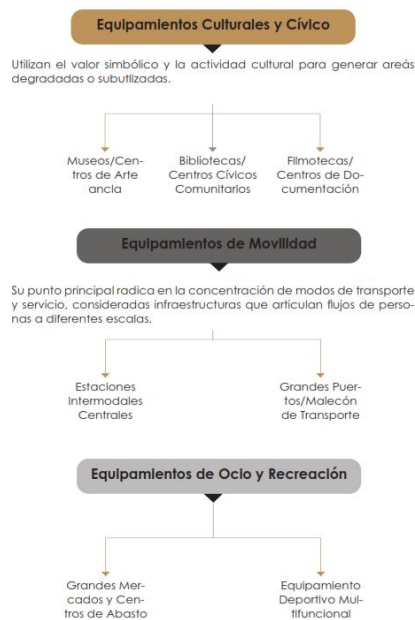 Equipamientos Culturales y Cívico
Utilizan el valor simbólico y la actividad cultural para generar areás
degradadas o subutlizadas.
Museos/Cen-
tros de Arte
ancla
Bibliotecas/
Centros Cívicos
Comunitarios
Filmotecas/
Centros de Do-
cumentación
Equipamientos de Movilidad
Su punto principal radica en la concentración de modos de transporte
y servicio, consideradas infraestructuras que articulan flujos de perso-
nas a diferentes escalas.
Estaciones
Intermodales
Centrales
Grandes Puer-
tos/Malecón
de Transporte
Equipamientos de Ocio y Recreación
Grandes Mer-
cados y Cen-
tros de Abasto
Equipamiento
Deportivo Mul-
tifuncional